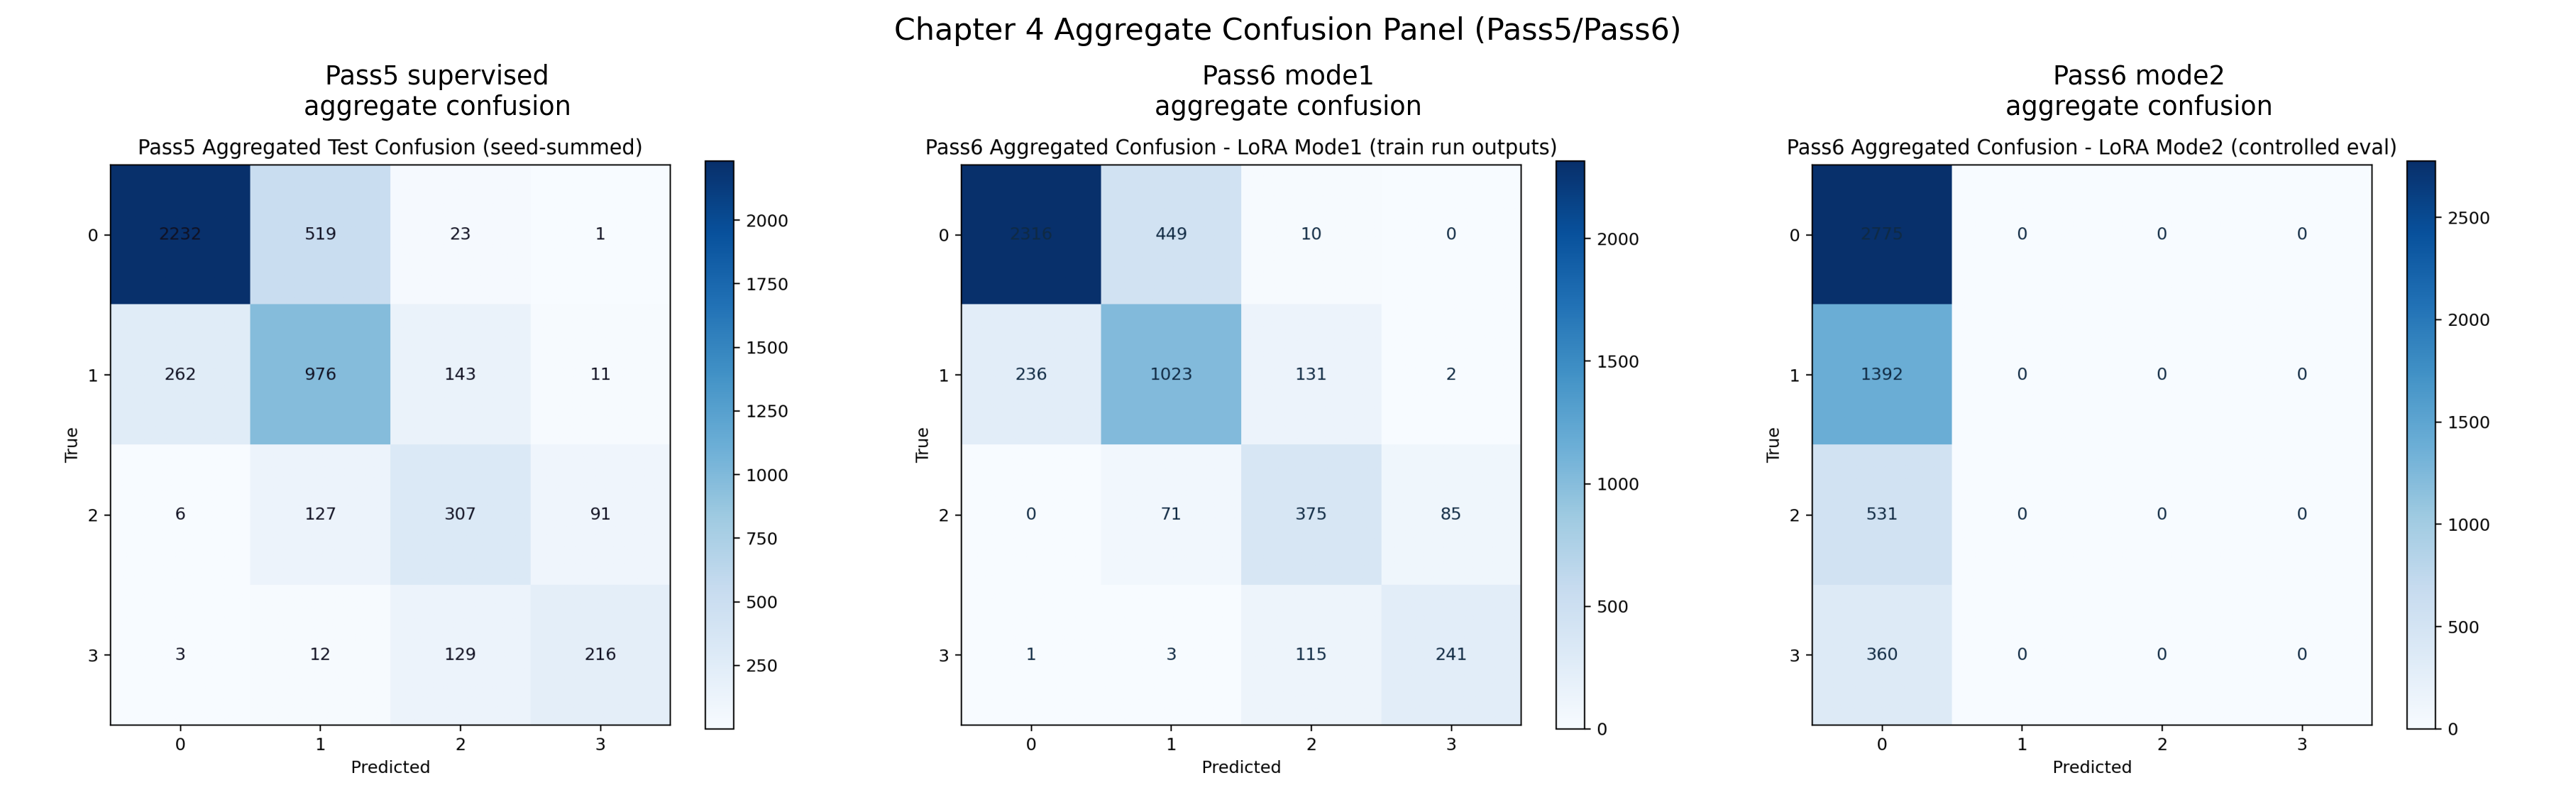 Chapter 4 Aggregate Confusion Panel (Pass5/Pass6)
Pass5 supervised
aggregate confusion
Pass5 Aggregated Test Confusion (seed-summed)
2232 519 23 1
262 976 143 11
6 127 307 91
3 12 129 216
0
1
2
3
True
0 1 2 3
Predicted
2000
1750
1500
1250
1000
750
500
250
Pass6 mode1
aggregate confusion
Pass6 Aggregated Confusion - LoRA Mode1 (train run outputs)
2316 449 10 0
236 1023 131 2
0 71 375 85
1 3 115 241
0
1
2
3
True
0 1 2 3
Predicted
2000
1500
1000
500
0
Pass6 mode2
aggregate confusion
Pass6 Aggregated Confusion - LoRA Mode2 (controlled eval)
2775 0 0 0
1392 0 0 0
531 0 0 0
360 0 0 0
0
1
2
3
True
0 1 2 3
Predicted
2500
2000
1500
1000
500
0